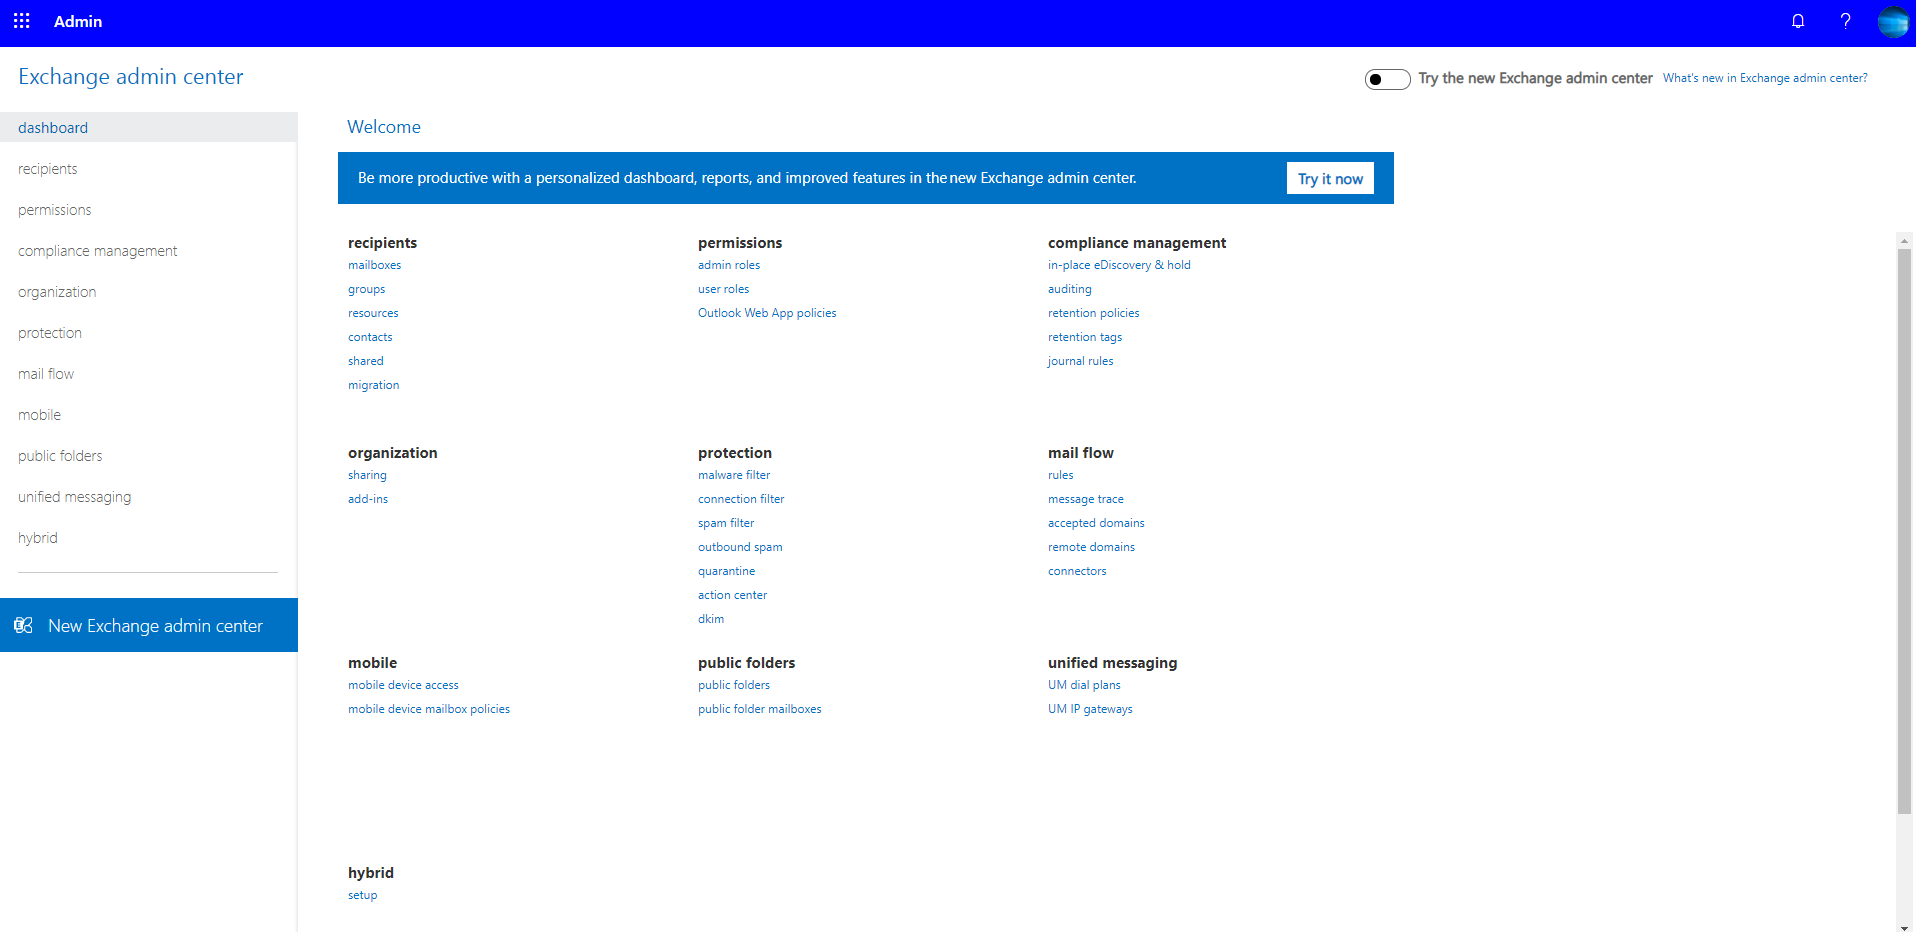 Admin
?
Exchange admin center
Try the new Exchange admin center What's new in Exchange admin center?
dashboard
recipients
permissions
compliance management
organization
protection
mail flow
mobile
public folders
unified messaging
hybrid
New Exchange admin center
Welcome
Be more productive with a personalized dashboard, reports, and improved features in the new Exchange admin center.
Try it now
recipients
mailboxes
groups
resources
contacts
shared
migration
permissions
admin roles
user roles
Outlook Web App policies
compliance management
in-place eDiscovery & hold
auditing
retention policies
retention tags
journal rules
organization
sharing
add-ins
protection
malware filter
connection filter
spam filter
outbound spam
quarantine
action center
dkim
mail flow
rules
message trace
accepted domains
remote domains
connectors
mobile
mobile device access
mobile device mailbox policies
public folders
public folders
public folder mailboxes
unified messaging
UM dial plans
UM IP gateways
hybrid
setup